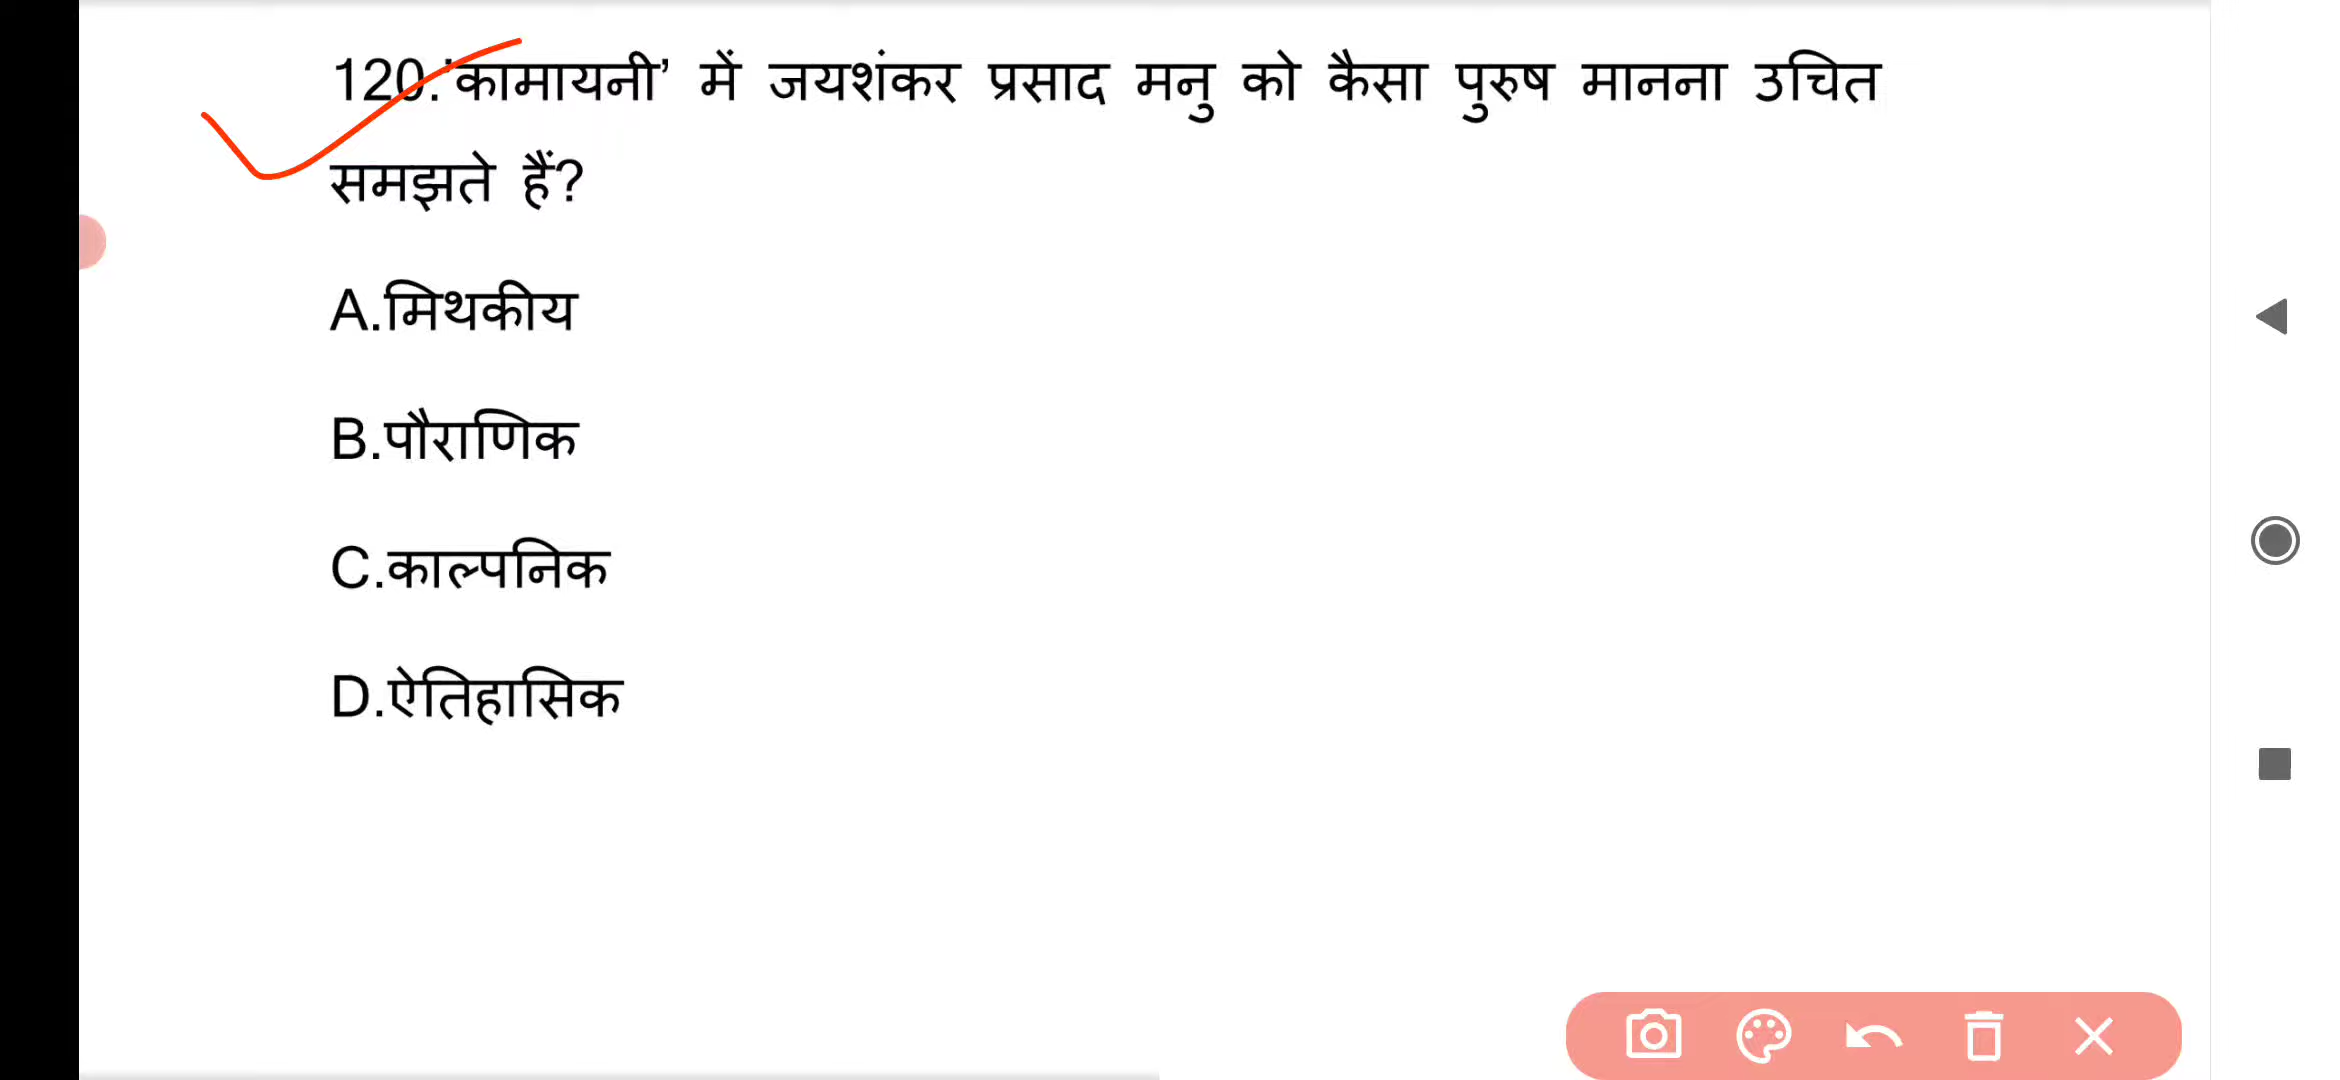 120.‘कामायनी’ में जयशंकर प्रसाद मनु को कैसा पुरुष मानना उचित
समझते हैं?
A.मिथकीय
B.पौराणिक
C.काल्पनिक
D.ऐतिहासिक